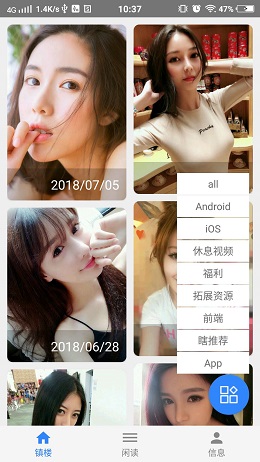 4G 1.4K/s 10:37 47%
2018/07/05
all
Android
iOS
休息视频
福利
拓展资源
2018/06/28
前端
瞎推荐
App
镇楼 闲读 信息